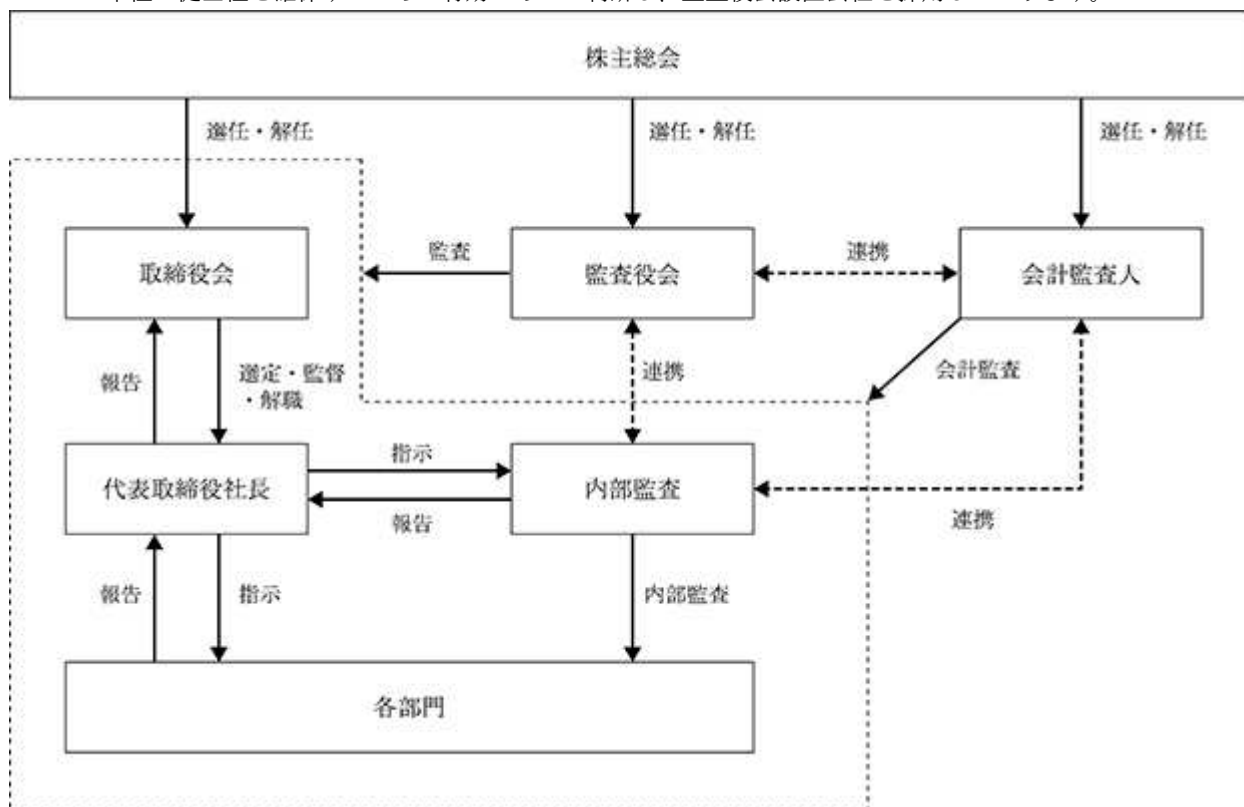 株主総会
選任・解任
選任・解任
選任・解任
取締役会
監査
監査役会
連携
会計監査人
報告
選定・監督
・解職
連携
会計監査
代表取締役社長
指示
報告
内部監査
連携
報告
指示
内部監査
各部門